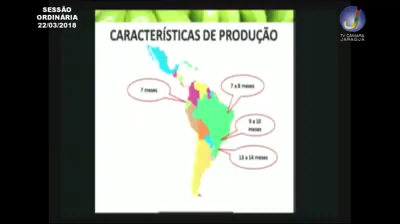 SESSÃO
ORDINÁRIA
22/03/2018
TV CÂMARA
JARAGUÁ
CARACTERÍSTICAS DE PRODUÇÃO
7 meses
7 a 8 meses
9 a 10
meses
13 a 14 meses